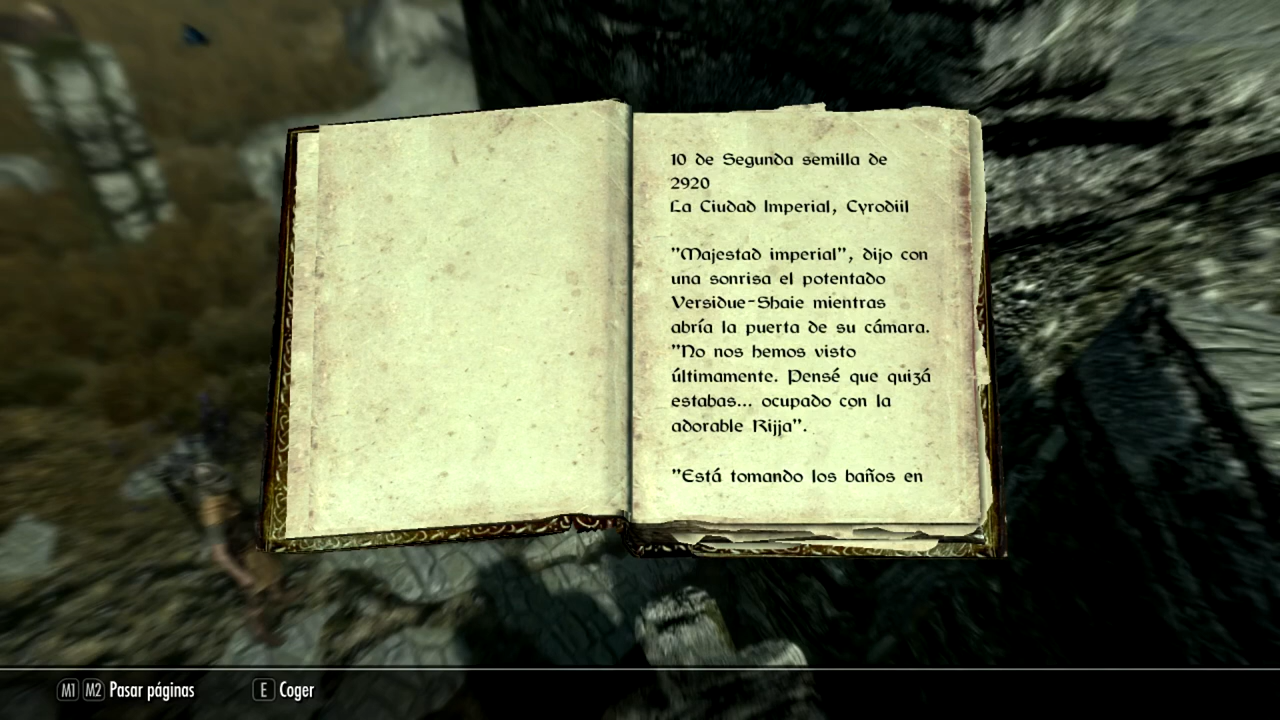 10 de Segunda semilla de
2920
La Ciudad Imperial, Cyrodiil
"Majestad imperial", dijo con
una sonrisa el potentado
Versidue-Shaie mientras
abría la puerta de su cámara.
"No nos hemos visto
últimamente. Pensé que quizá
estabas... ocupado con la
adorable Rijja".
"Está tomando los baños en
M1 M2 Pasar páginas
E Coger